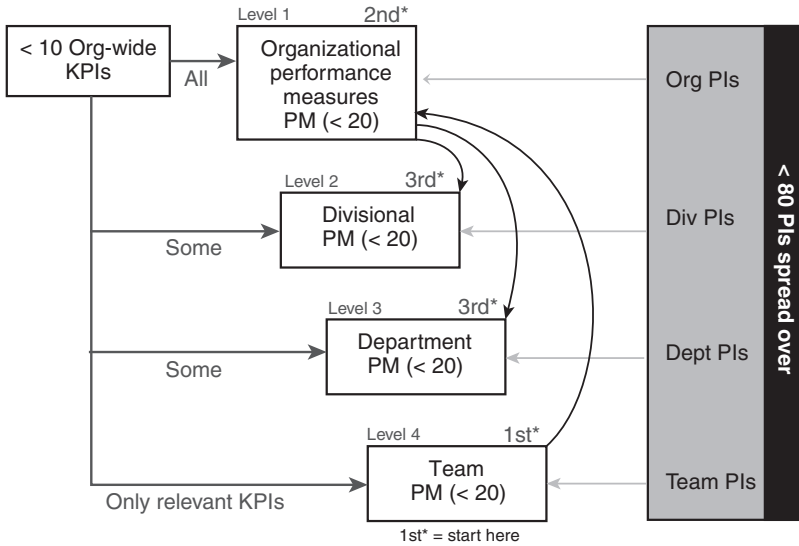 Level 1
2nd*
< 10 Org-wide
KPIs
All
Organizational
performance
measures
PM (< 20)
Org PIs
Level 2
3rd*
Divisional
PM (< 20)
Some
Div PIs
< 80 PIs spread over
Level 3
3rd*
Department
PM (< 20)
Some
Dept PIs
Level 4
1st*
Team
PM (< 20)
Only relevant KPIs
Team PIs
1st* = start here